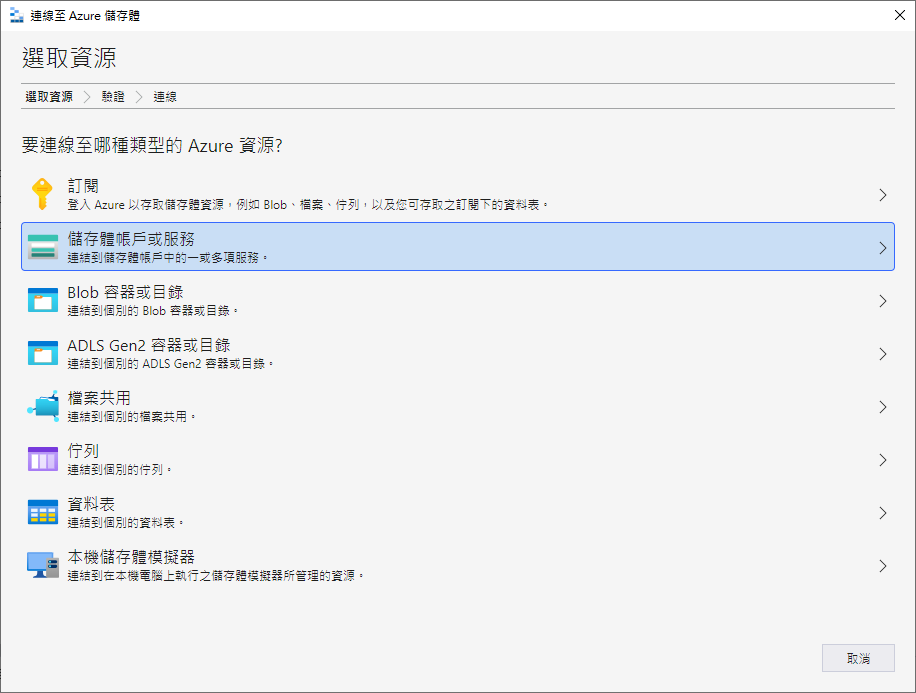 連線至 Azure 儲存體
選取資源
選取資源 > 驗證 > 連線
要連線至哪種類型的 Azure 資源?
訂閱
登入 Azure 以存取儲存體資源，例如 Blob、檔案、佇列，以及您可存取之訂閱下的資料表。
儲存體帳戶或服務
連結到儲存體帳戶中的一或多項服務。
Blob 容器或目錄
連結到個別的 Blob 容器或目錄。
ADLS Gen2 容器或目錄
連結到個別的 ADLS Gen2 容器或目錄。
檔案共用
連結到個別的檔案共用。
佇列
連結到個別的佇列。
資料表
連結到個別的資料表。
本機儲存體模擬器
連結到在本機電腦上執行之儲存體模擬器所管理的資源。
取消